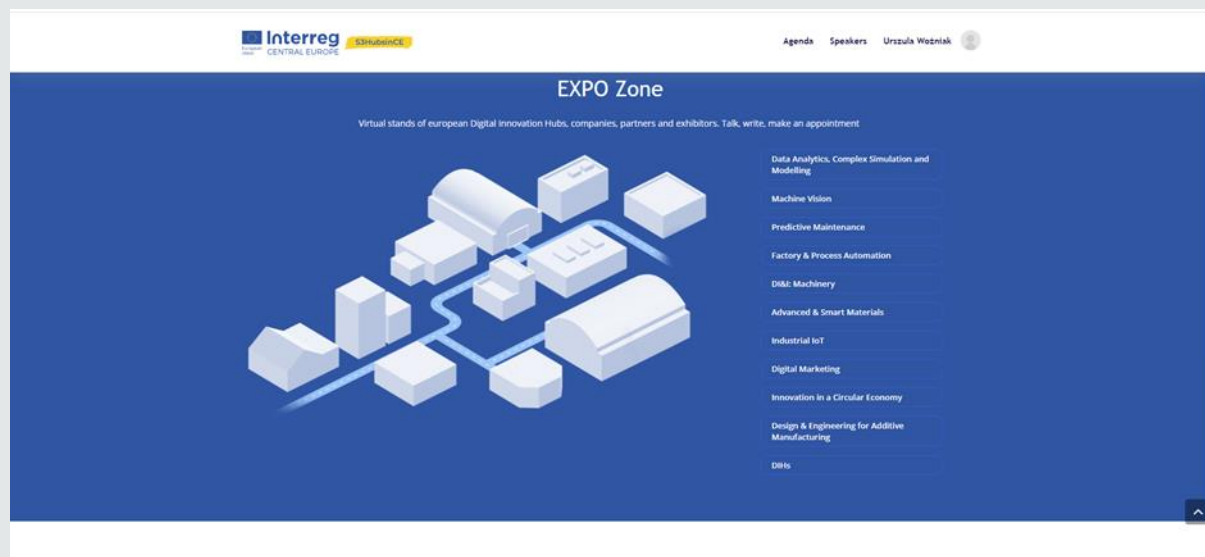 Interreg
CENTRAL EUROPE
S3HubsinCE
Agenda Speakers Urszula Woźniak
EXPO Zone
Virtual stands of european Digital Innovation Hubs, companies, partners and exhibitors. Talk, write, make an appointment
Data Analytics, Complex Simulation and
Modelling
Machine Vision
Predictive Maintenance
Factory & Process Automation
DI&I: Machinery
Advanced & Smart Materials
Industrial IoT
Digital Marketing
Innovation in a Circular Economy
Design & Engineering for Additive
Manufacturing
DIHs